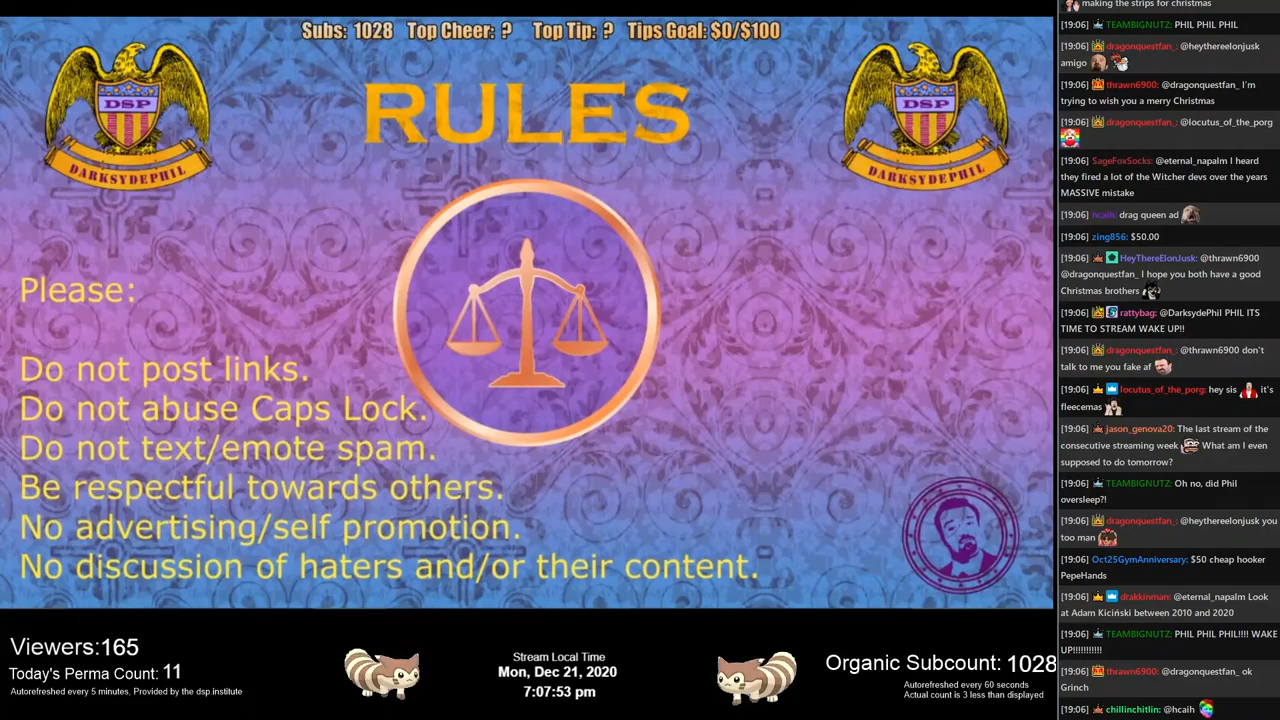 Subs: 1028 Top Cheer: ? Top Tip: ? Tips Goal: $0/$100
DSP
DARKSYDEPHIL
RULES
DSP
DARKSYDEPHIL
Please:
Do not post links.
Do not abuse Caps Lock.
Do not text/emote spam.
Be respectful towards others.
No advertising/self promotion.
No discussion of haters and/or their content.
Viewers:165
Today's Perma Count: 11
Autorefreshed every 5 minutes, Provided by the dsp institute
Stream Local Time
Mon, Dec 21, 2020
7:07:53 pm
Organic Subcount: 1028
Autorefreshed every 60 seconds
Actual count is 3 less than displayed
making the strips for christmas
[19:06] TEAMBIGNUTZ: PHIL PHIL PHIL
[19:06] dragonquestfan_: @heythereelonjusk
amigo
[19:06] thrawn6900: @dragonquestfan_ I'm
trying to wish you a merry Christmas
[19:06] dragonquestfan_: @locutus_of_the_porg
[19:06] SageFoxSocks: @eternal_napalm I heard
they fired a lot of the Witcher devs over the years
MASSIVE mistake
[19:06] hcaih: drag queen ad
[19:06] zing856: $50.00
[19:06] HeyThereElonJusk: @thrawn6900
@dragonquestfan_ I hope you both have a good
Christmas brothers
[19:06] rattybag: @DarksydePhil PHIL ITS
TIME TO STREAM WAKE UP!!
[19:06] dragonquestfan_: @thrawn6900 don't
talk to me you fake af
[19:06] locutus_of_the_porg: hey sis it's
fleecemas
[19:06] jason_genova20: The last stream of the
consecutive streaming week What am I even
supposed to do tomorrow?
[19:06] TEAMBIGNUTZ: Oh no, did Phil
oversleep?!
[19:06] dragonquestfan_: @heythereelonjusk you
too man
[19:06] Oct25GymAnniversary: $50 cheap hooker
PepeHands
[19:06] drakkinman: @eternal_napalm Look
at Adam Kiciński between 2010 and 2020
[19:06] TEAMBIGNUTZ: PHIL PHIL PHIL!!!! WAKE
UP!!!!!!!!!!!
[19:06] thrawn6900: @dragonquestfan_ ok
Grinch
[19:06] chillinchitlin: @hcaih